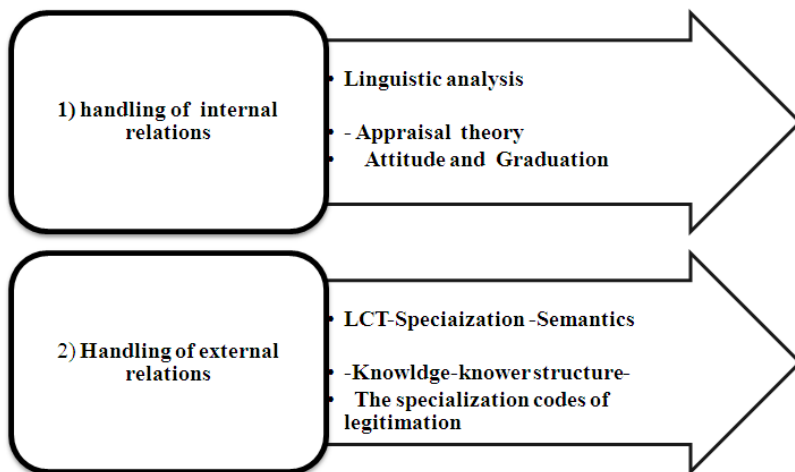 1) handling of internal
relations
• Linguistic analysis
• - Appraisal theory
• Attitude and Graduation
2) Handling of external
relations
• LCT-Speciaization -Semantics
• -Knowldge-knower structure-
• The specialization codes of
legitimation